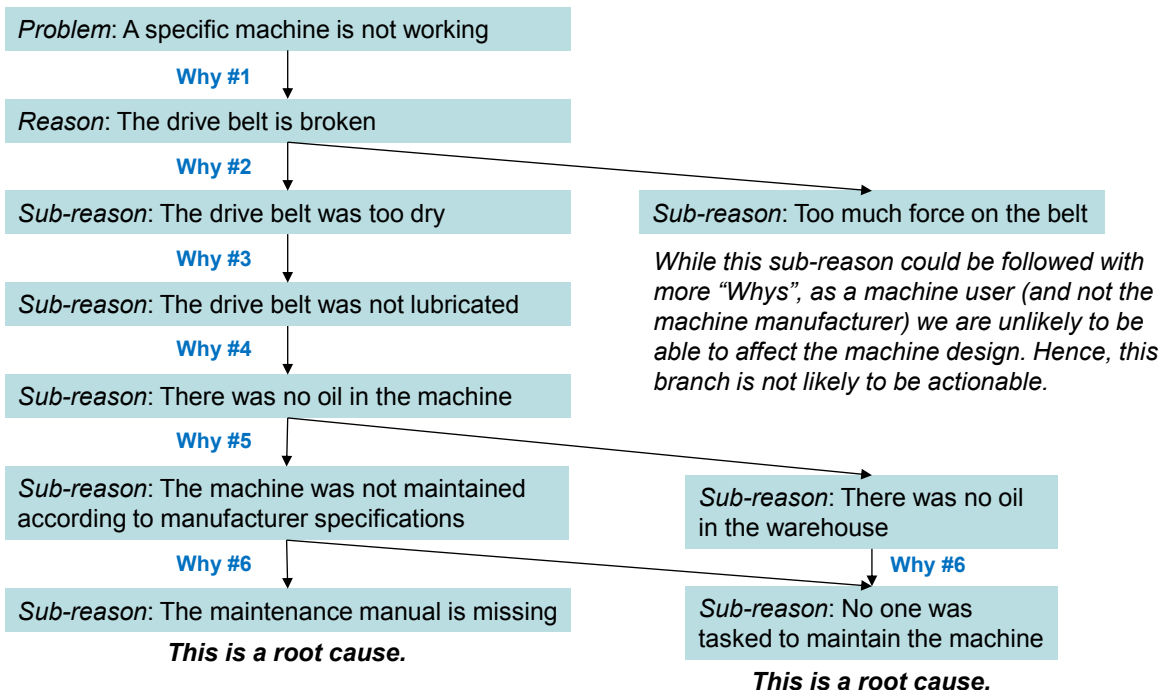 Problem: A specific machine is not working
Why #1
Reason: The drive belt is broken
Why #2
Sub-reason: The drive belt was too dry
Sub-reason: Too much force on the belt
Why #3
While this sub-reason could be followed with
more “Whys”, as a machine user (and not the
machine manufacturer) we are unlikely to be
able to affect the machine design. Hence, this
branch is not likely to be actionable.
Sub-reason: The drive belt was not lubricated
Why #4
Sub-reason: There was no oil in the machine
Why #5
Sub-reason: The machine was not maintained
according to manufacturer specifications
Sub-reason: There was no oil
in the warehouse
Why #6
Why #6
Sub-reason: The maintenance manual is missing
This is a root cause.
Sub-reason: No one was
tasked to maintain the machine
This is a root cause.